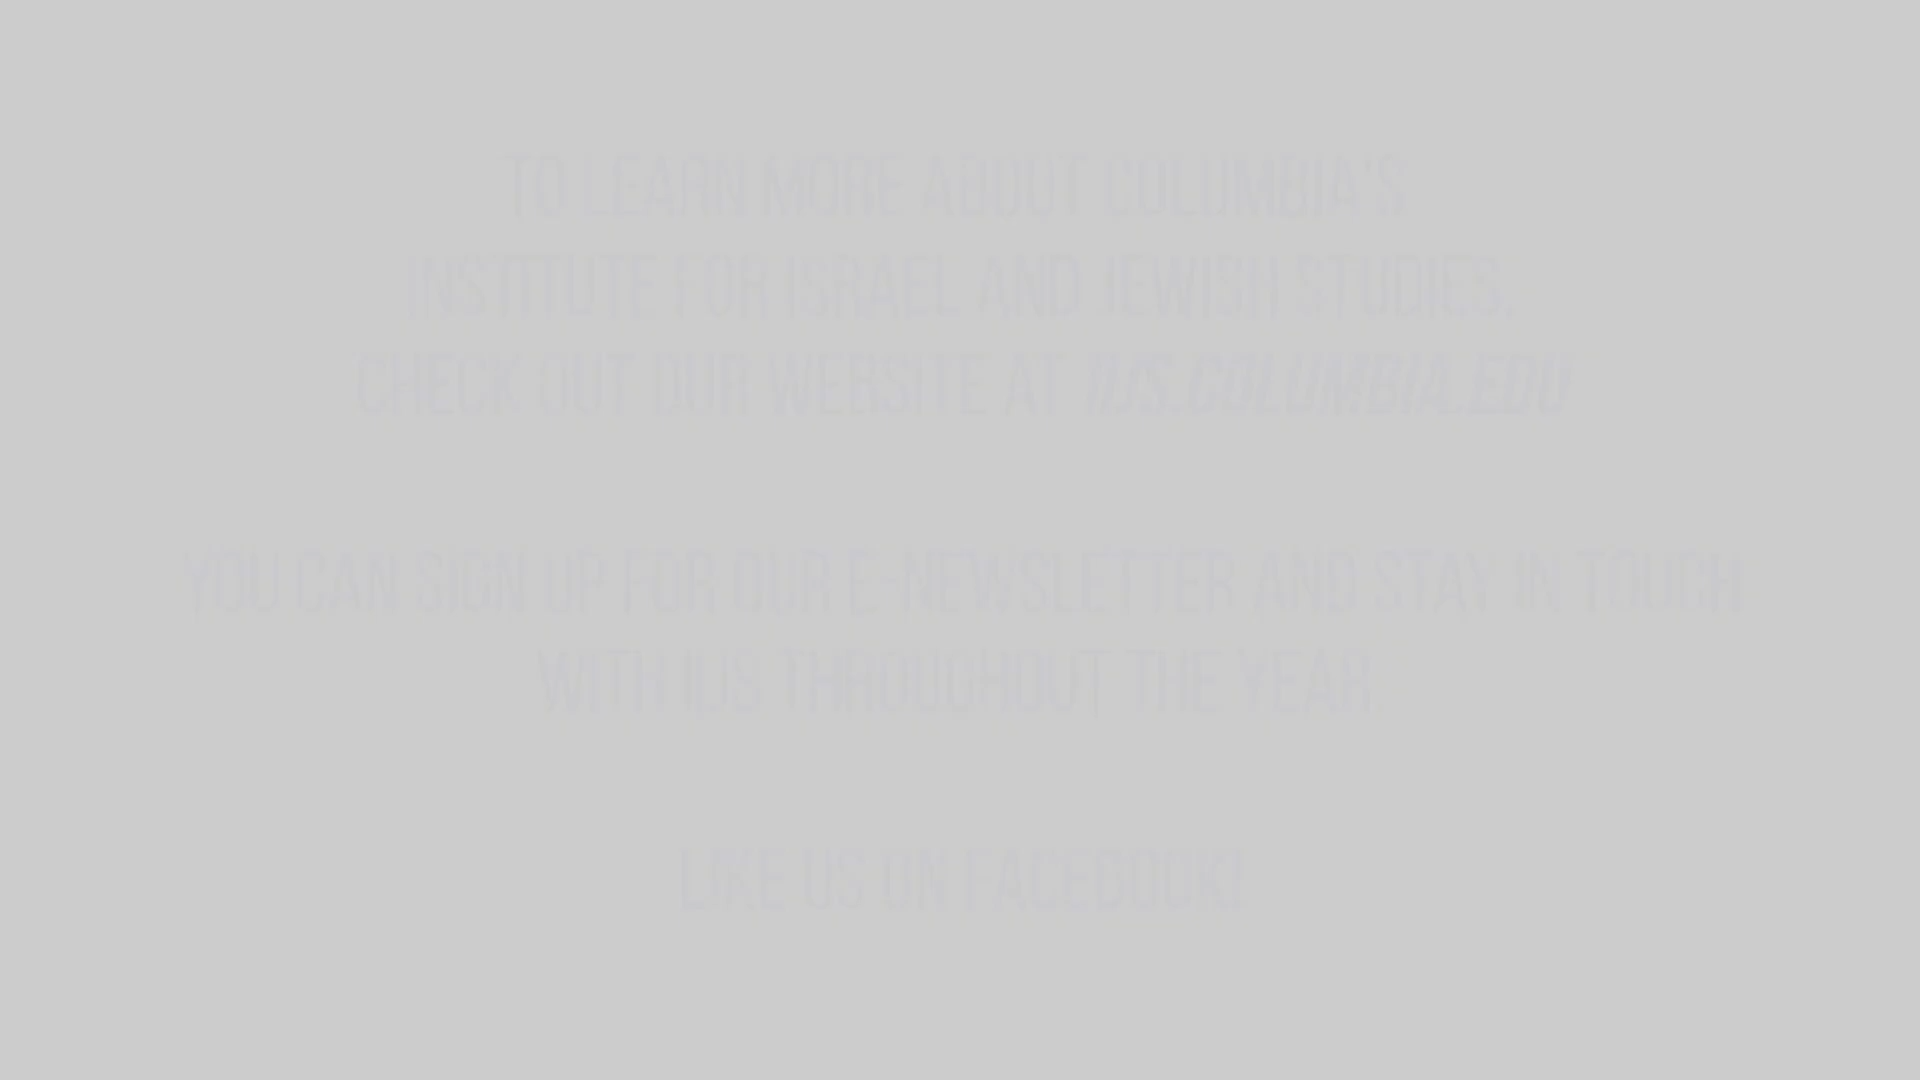 TO LEARN MORE ABOUT COLUMBIA'S
INSTITUTE FOR ISRAEL AND JEWISH STUDIES,
CHECK OUT OUR WEBSITE AT IIJS.COLUMBIA.EDU
YOU CAN SIGN UP FOR OUR E-NEWSLETTER AND STAY IN TOUCH
WITH IIJS THROUGHOUT THE YEAR.
LIKE US ON FACEBOOK!